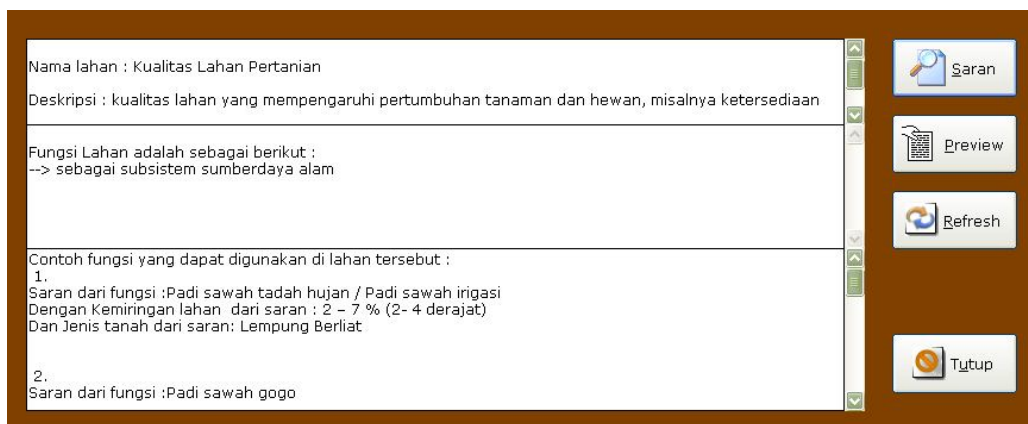 Nama lahan : Kualitas Lahan Pertanian
Deskripsi : kualitas lahan yang mempengaruhi pertumbuhan tanaman dan hewan, misalnya ketersediaan
Fungsi Lahan adalah sebagai berikut :
--> sebagai subsistem sumberdaya alam
Contoh fungsi yang dapat digunakan di lahan tersebut :
1.
Saran dari fungsi :Padi sawah tadah hujan / Padi sawah irigasi
Dengan Kemiringan lahan  dari saran : 2 – 7 % (2- 4 derajat)
Dan Jenis tanah dari saran: Lempung Berliat
2.
Saran dari fungsi :Padi sawah gogo
Saran
Preview
Refresh
Tutup